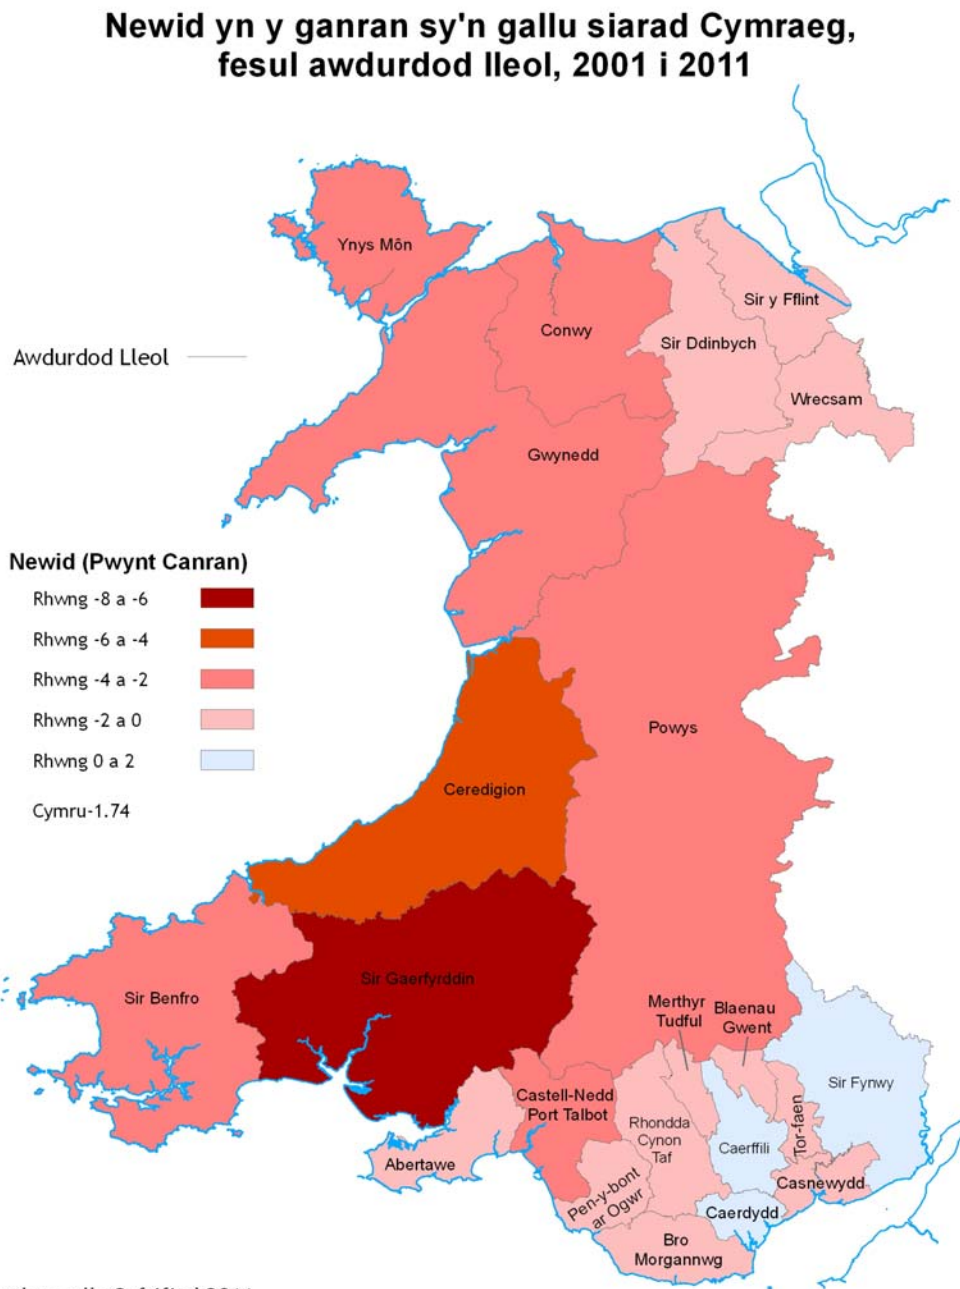 Newid yn y ganran sy'n gallu siarad Cymraeg,
fesul awdurdod lleol, 2001 i 2011
Ynys Môn
Sir y Fflint
Conwy
Sir Ddinbych
Awdurdod Lleol
Wrecsam
Gwynedd
Newid (Pwynt Canran)
Rhwng -8 a -6
Rhwng -6 a -4
Rhwng -4 a -2
Rhwng -2 a 0
Rhwng 0 a 2
Cymru-1.74
Powys
Ceredigion
Sir Gaerfyrddin
Sir Benfro
Merthyr
Tudful
Blaenau
Gwent
Sir Fynwy
Castell-Nedd
Port Talbot
Rhondda
Cynon
Taf
Caerffili
Tor-faen
Abertawe
Casnewydd
Pen-y-bont
ar Ogwr
Caerdydd
Bro
Morgannwg